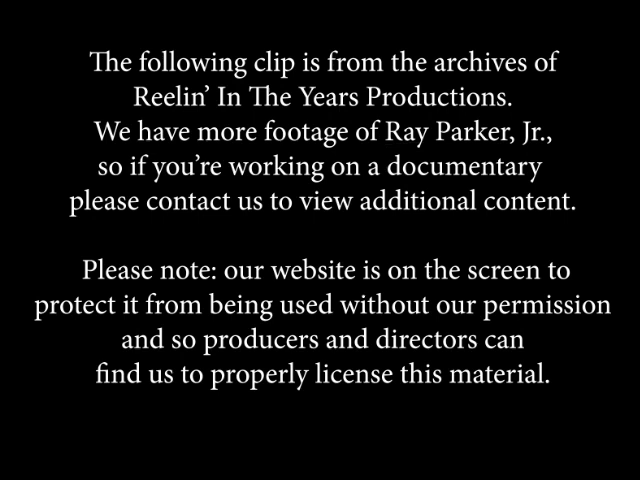 The following clip is from the archives of
Reelin’ In The Years Productions.
We have more footage of Ray Parker, Jr.,
so if you’re working on a documentary
please contact us to view additional content.
Please note: our website is on the screen to
protect it from being used without our permission
and so producers and directors can
find us to properly license this material.